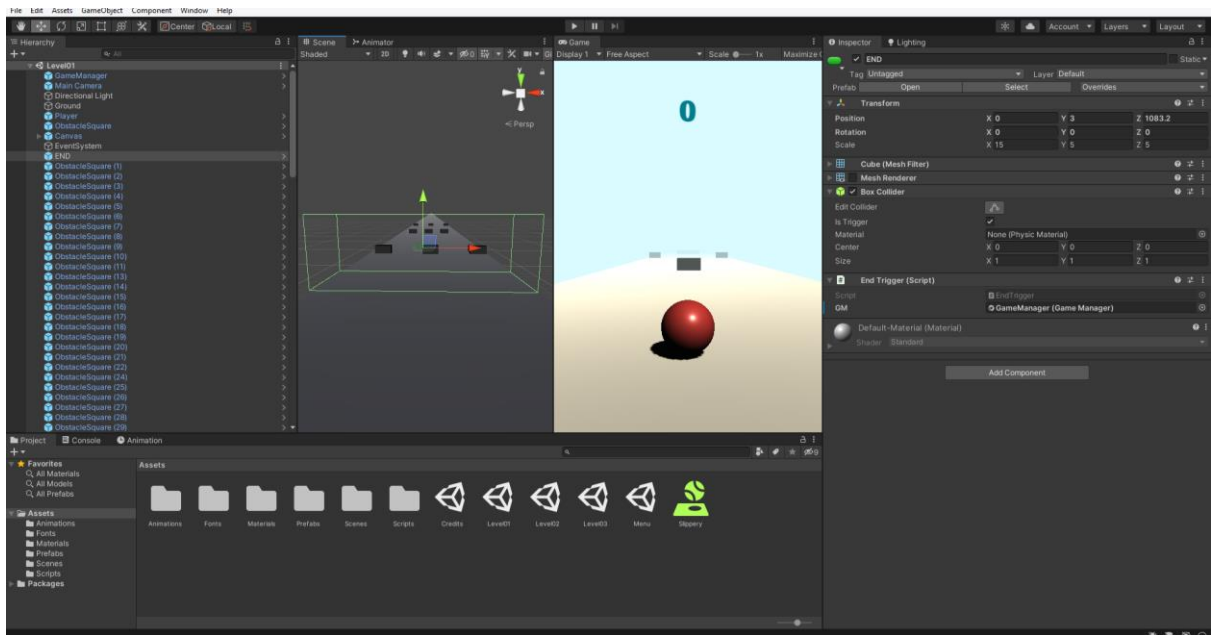 File Edit Assets GameObject Component Window Help
Center Local
Account Layers Layout
Hierarchy
All
Level01
GameManager
Main Camera
Directional Light
Ground
Player
ObstacleSquare
Canvas
EventSystem
END
ObstacleSquare (1)
ObstacleSquare (2)
ObstacleSquare (3)
ObstacleSquare (4)
ObstacleSquare (5)
ObstacleSquare (6)
ObstacleSquare (7)
ObstacleSquare (8)
ObstacleSquare (9)
ObstacleSquare (10)
ObstacleSquare (11)
ObstacleSquare (13)
ObstacleSquare (14)
ObstacleSquare (15)
ObstacleSquare (16)
ObstacleSquare (17)
ObstacleSquare (18)
ObstacleSquare (19)
ObstacleSquare (20)
ObstacleSquare (21)
ObstacleSquare (22)
ObstacleSquare (24)
ObstacleSquare (25)
ObstacleSquare (26)
ObstacleSquare (27)
ObstacleSquare (28)
ObstacleSquare (29)
Scene Animator
Shaded 2D 0 Gi
y
x
Persp
Game
Display 1 Free Aspect Scale 1x Maximize
0
Inspector Lighting
END Static
Tag Untagged Layer Default
Prefab Open Select Overrides
Transform
Position X 0 Y 3 Z 1083.2
Rotation X 0 Y 0 Z 0
Scale X 15 Y 5 Z 5
Cube (Mesh Filter)
Mesh Renderer
Box Collider
Edit Collider
Is Trigger
Material None (Physic Material)
Center X 0 Y 0 Z 0
Size X 1 Y 1 Z 1
End Trigger (Script)
Script EndTrigger
GM GameManager (Game Manager)
Default-Material (Material)
Shader Standard
Add Component
Project Console Animation
9
Favorites
All Materials
All Models
All Prefabs
Assets
Animations
Fonts
Materials
Prefabs
Scenes
Scripts
Packages
Assets
Animations Fonts Materials Prefabs Scenes Scripts Credits Level01 Level02 Level03 Menu Slippery